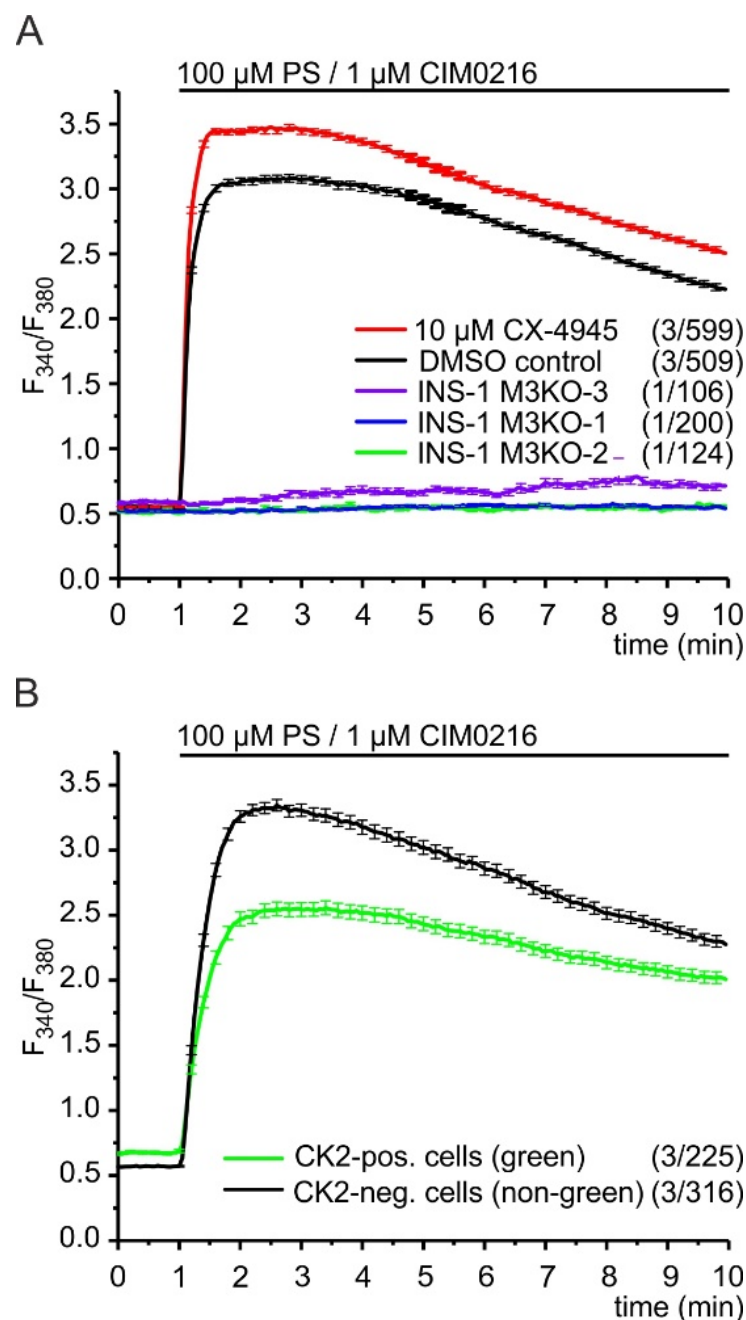 A
100 µM PS / 1 µM CIM0216
3.5
3.0
2.5
2.0
1.5
1.0
0.5
0.0
F340/F380
10 µM CX-4945 (3/599)
DMSO control (3/509)
INS-1 M3KO-3 (1/106)
INS-1 M3KO-1 (1/200)
INS-1 M3KO-2 (1/124)
0 1 2 3 4 5 6 7 8 9 10
time (min)
B
100 µM PS / 1 µM CIM0216
3.5
3.0
2.5
2.0
1.5
1.0
0.5
0.0
F340/F380
CK2-pos. cells (green) (3/225)
CK2-neg. cells (non-green) (3/316)
0 1 2 3 4 5 6 7 8 9 10
time (min)